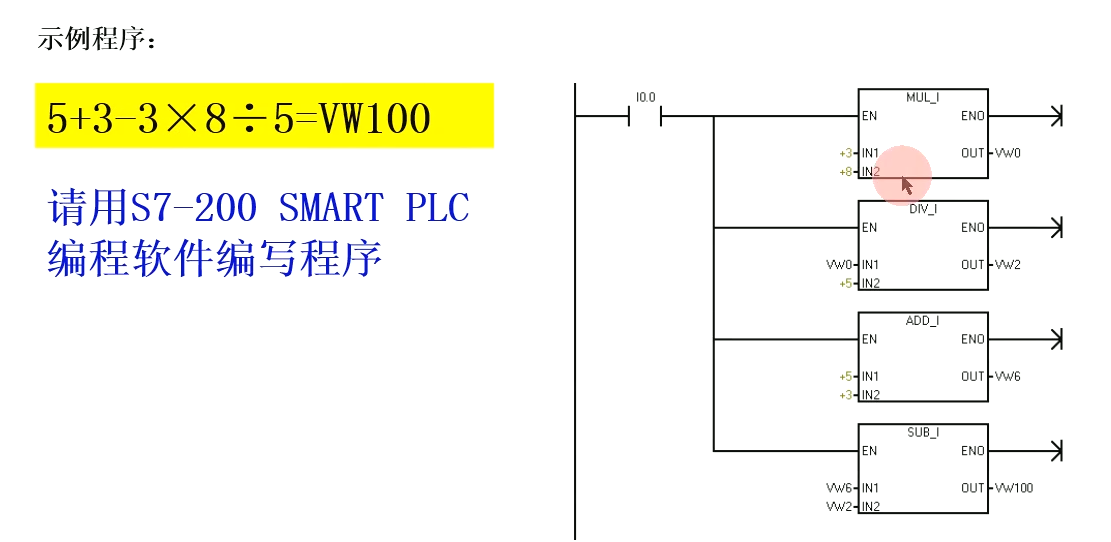 示例程序：
5+3-3×8÷5=VW100
请用S7-200 SMART PLC
编程软件编写程序
I0.0
MUL_I
EN ENO
+3 IN1 OUT VW0
+8 IN2
DIV_I
EN ENO
VW0 IN1 OUT VW2
+5 IN2
ADD_I
EN ENO
+5 IN1 OUT VW6
+3 IN2
SUB_I
EN ENO
VW6 IN1 OUT VW100
VW2 IN2